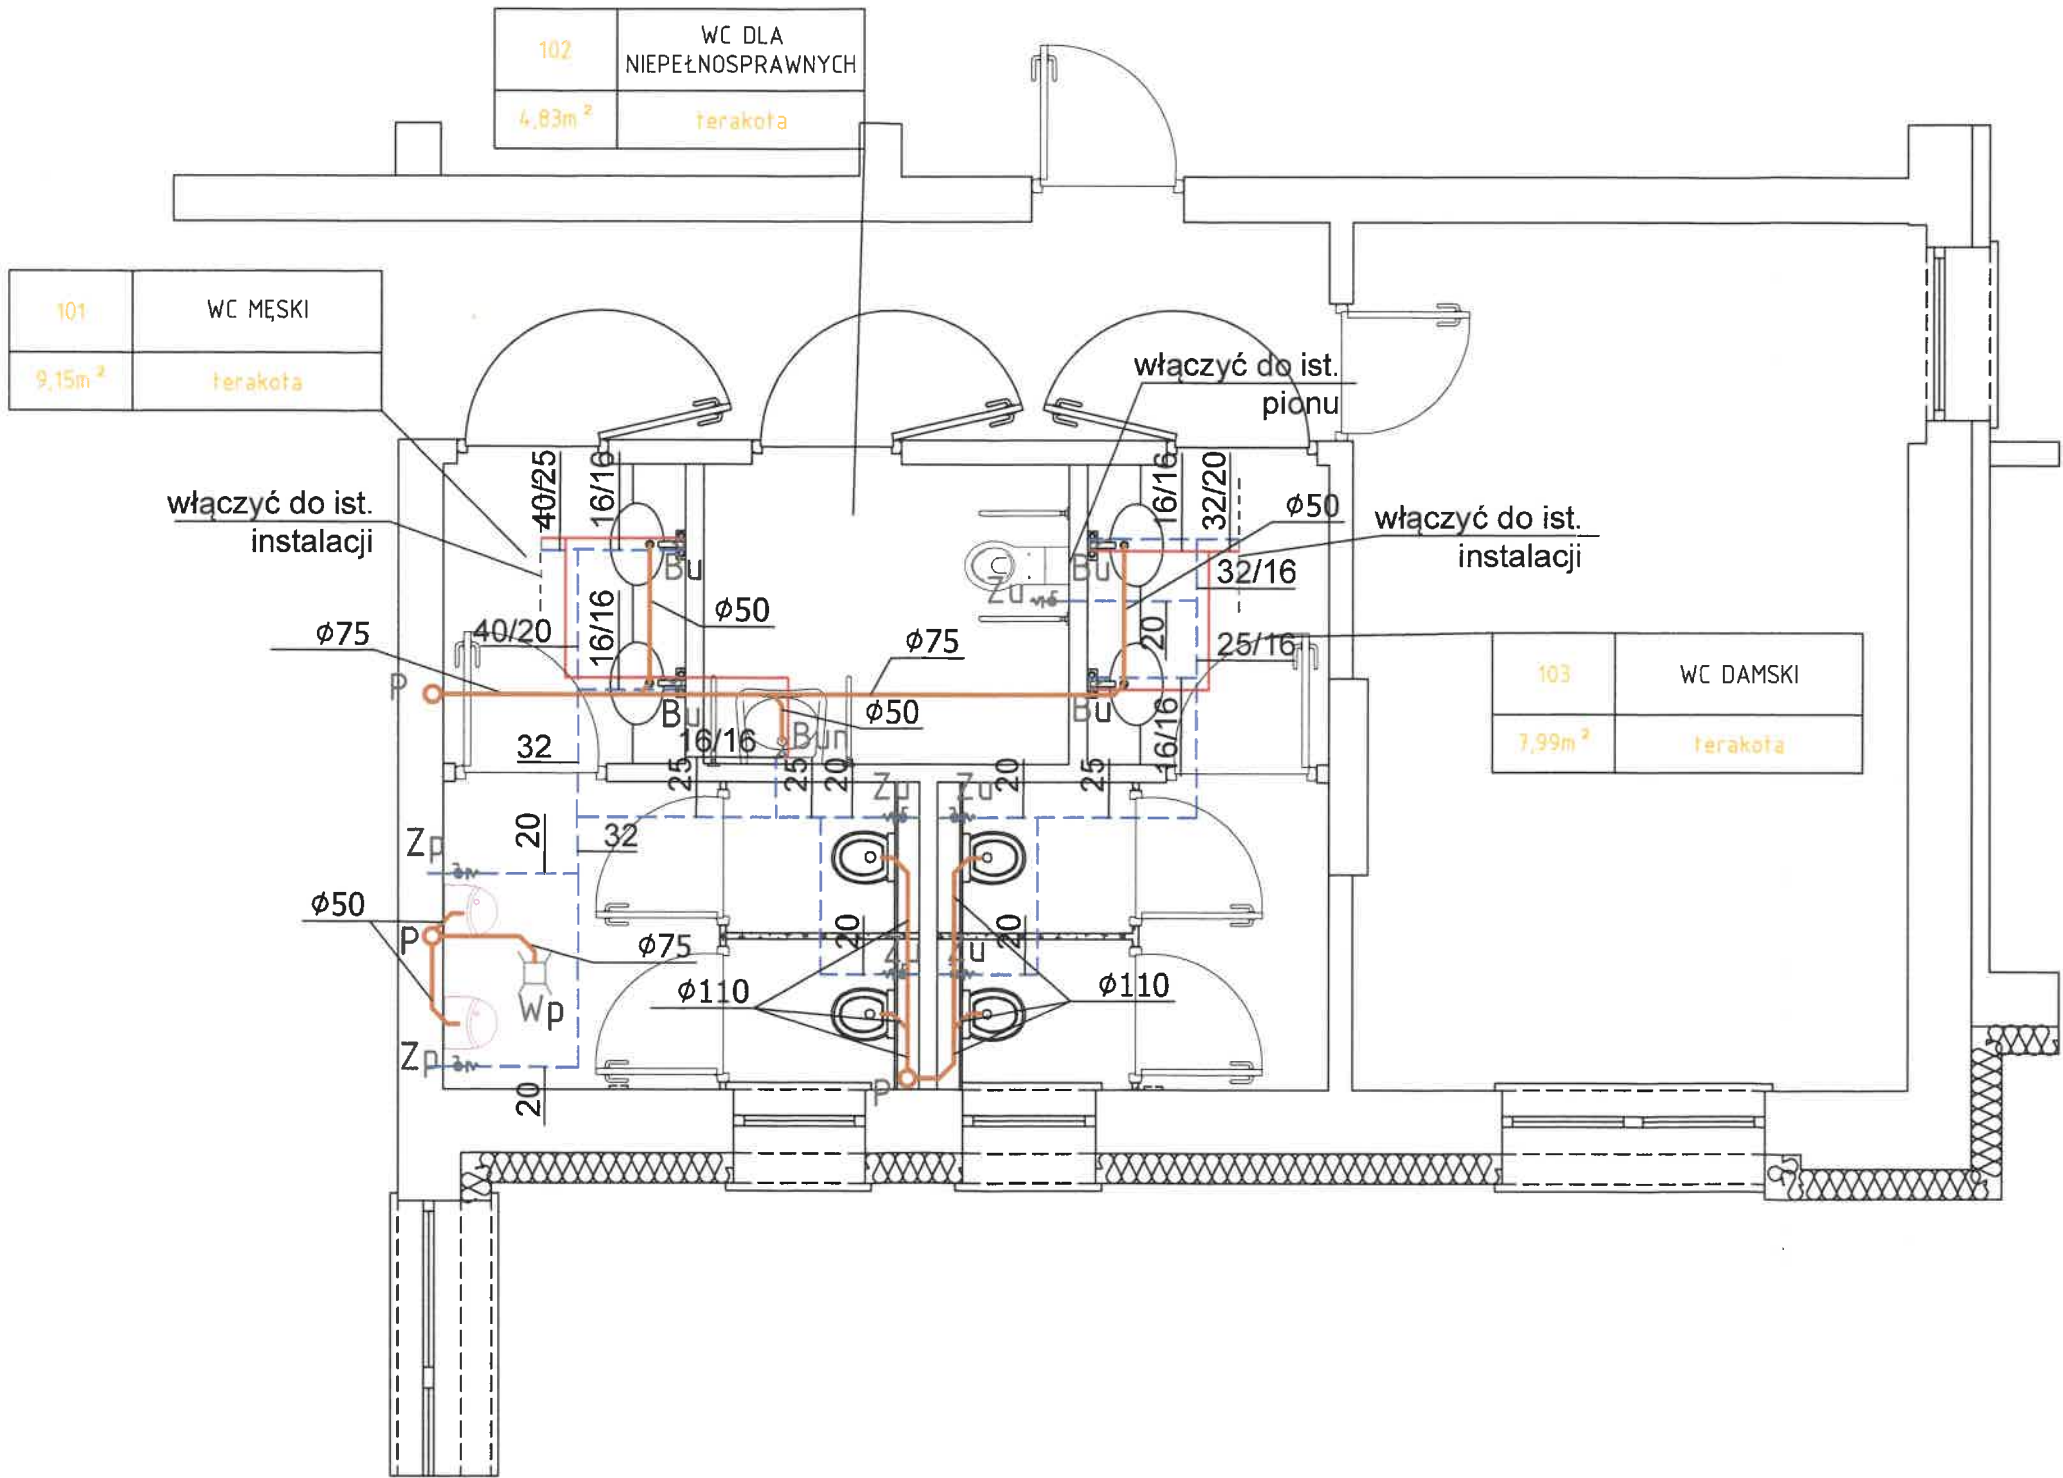 102
WC DLA
NIEPEŁNOSPRAWNYCH
4,83m²
terakota
101
WC MĘSKI
9,15m²
terakota
włączyć do ist.
pionu
włączyć do ist.
instalacji
40/25
16/16
16/16
32/20
ϕ50
włączyć do ist.
instalacji
Bu
Bu
Zu
32/16
ϕ50
16/16
40/20
ϕ75
ϕ75
20
25/16
103
WC DAMSKI
7,99m²
terakota
P
Bu
ϕ50
Bu
16/16
Bun
16/16
32
25
25
20
Zu
Zu
20
25
Zp
20
32
ϕ50
P
ϕ75
20
Zu
Zu
20
ϕ110
ϕ110
Wp
Zp
20
P